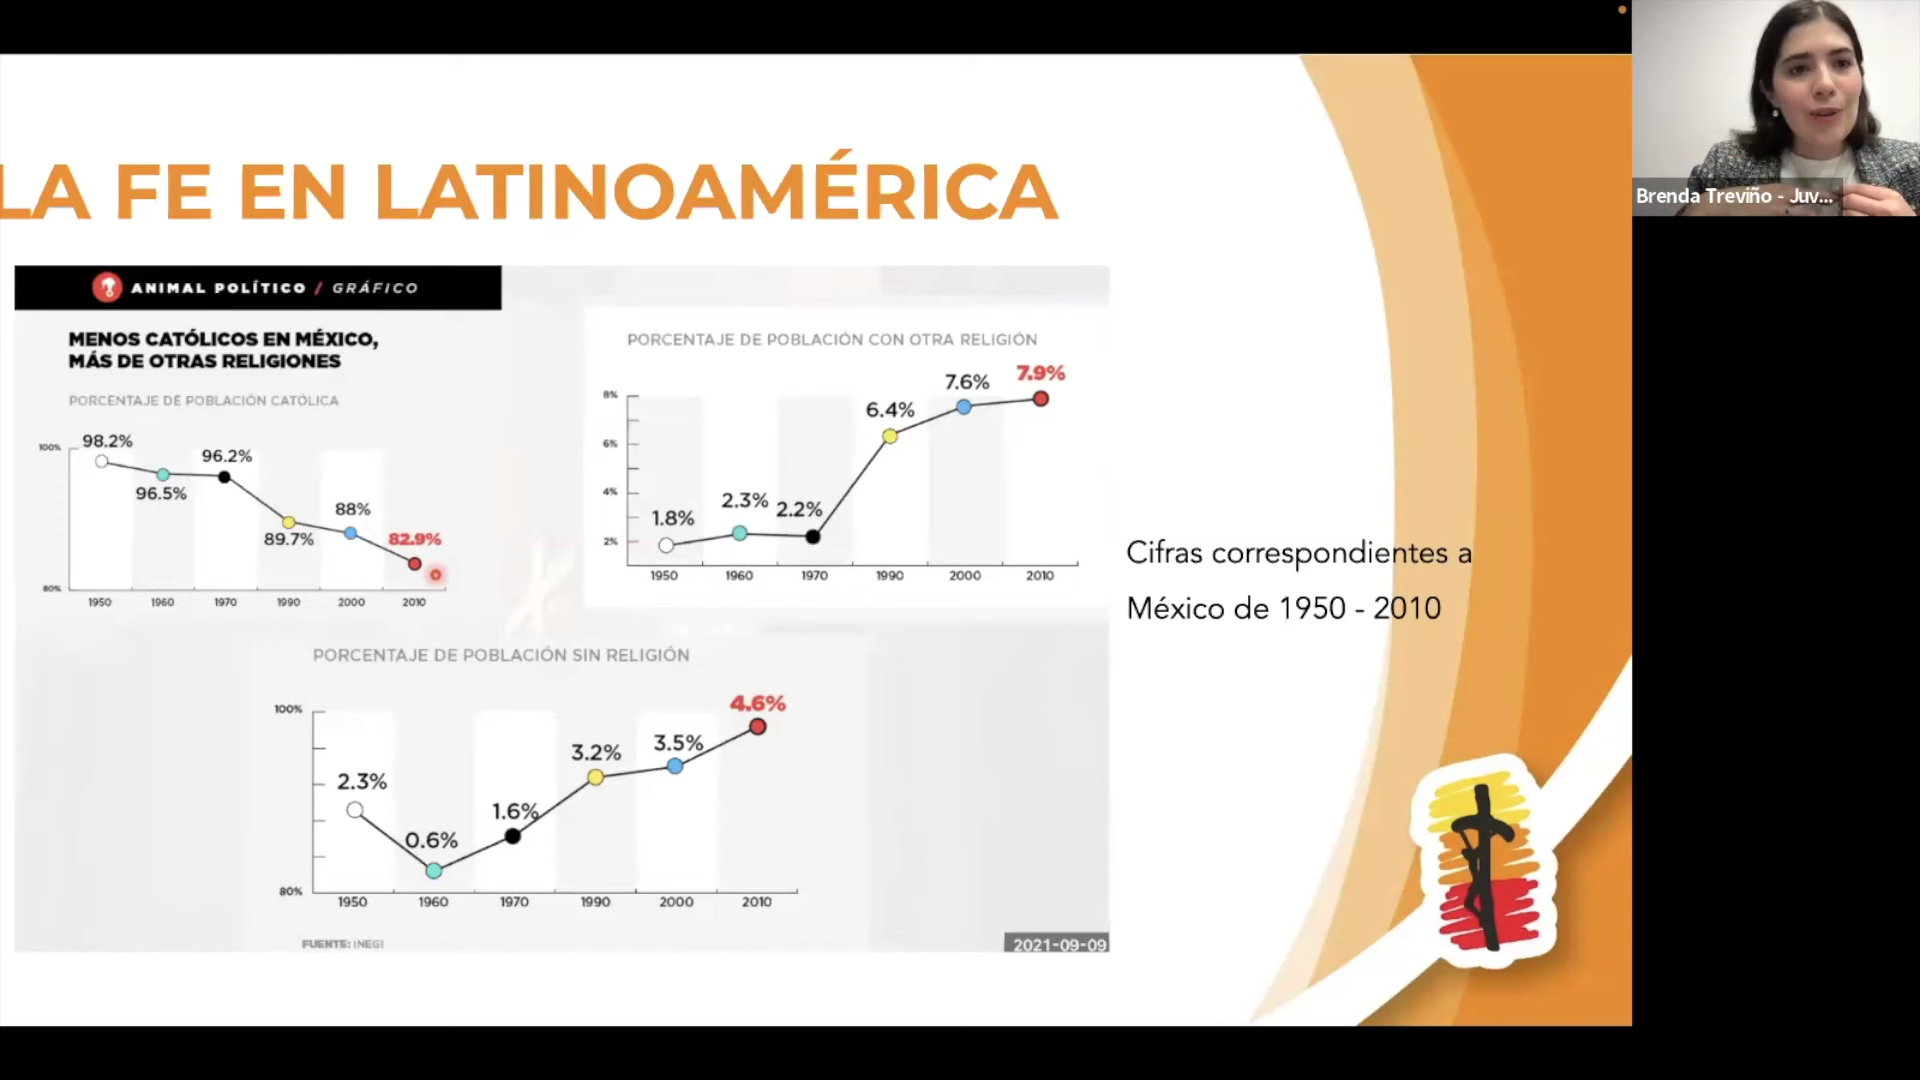 LA FE EN LATINOAMÉRICA
Brenda Treviño - Juv...
ANIMAL POLÍTICO / GRÁFICO
MENOS CATÓLICOS EN MÉXICO,
MÁS DE OTRAS RELIGIONES
PORCENTAJE DE POBLACIÓN CATÓLICA
100%
98.2%
96.5%
96.2%
89.7%
88%
82.9%
80%
1950 1960 1970 1990 2000 2010
PORCENTAJE DE POBLACIÓN CON OTRA RELIGIÓN
8%
6%
4%
2%
1.8%
2.3%
2.2%
6.4%
7.6%
7.9%
1950 1960 1970 1990 2000 2010
PORCENTAJE DE POBLACIÓN SIN RELIGIÓN
100%
2.3%
0.6%
1.6%
3.2%
3.5%
4.6%
80%
1950 1960 1970 1990 2000 2010
FUENTE: INEGI
2021-09-09
Cifras correspondientes a
México de 1950 - 2010